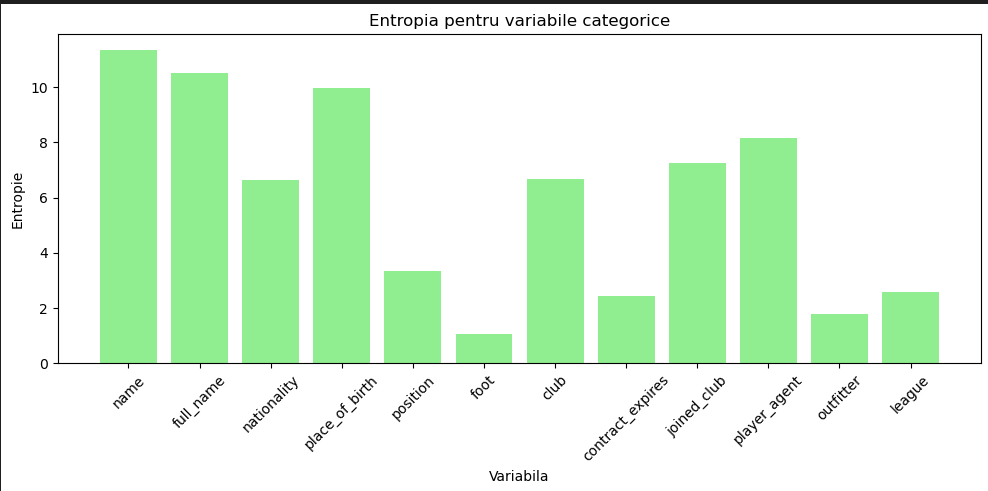 Entropia pentru variabile categorice
Entropie
10
8
6
4
2
0
name
full_name
nationality
place_of_birth
position
foot
club
contract_expires
joined_club
player_agent
outfitter
league
Variabila